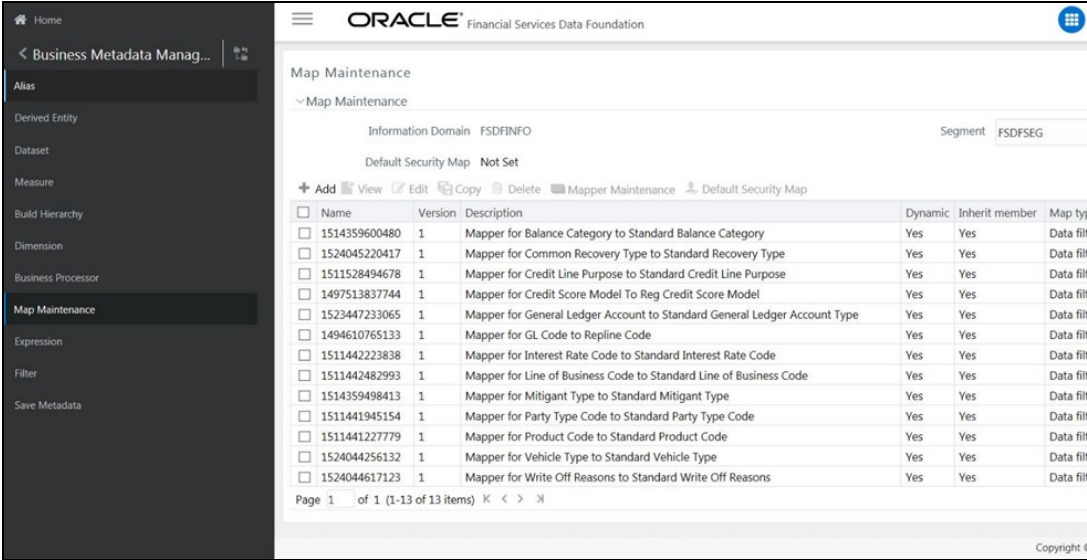 Home
Business Metadata Manag...
Alias
Derived Entity
Dataset
Measure
Build Hierarchy
Dimension
Business Processor
Map Maintenance
Expression
Filter
Save Metadata
ORACLE Financial Services Data Foundation
Map Maintenance
Map Maintenance
Information Domain FSDFINFO Segment FSDFSEG
Default Security Map Not Set
Add View Edit Copy Delete Mapper Maintenance Default Security Map
Name Version Description Dynamic Inherit member Map typ
1514359600480 1 Mapper for Balance Category to Standard Balance Category Yes Yes Data filt
1524045220417 1 Mapper for Common Recovery Type to Standard Recovery Type Yes Yes Data filt
1511528494678 1 Mapper for Credit Line Purpose to Standard Credit Line Purpose Yes Yes Data filt
1497513837744 1 Mapper for Credit Score Model To Reg Credit Score Model Yes Yes Data filt
1523447233065 1 Mapper for General Ledger Account to Standard General Ledger Account Type Yes Yes Data filt
1494610765133 1 Mapper for GL Code to Repline Code Yes Yes Data filt
1511442223838 1 Mapper for Interest Rate Code to Standard Interest Rate Code Yes Yes Data filt
1511442482993 1 Mapper for Line of Business Code to Standard Line of Business Code Yes Yes Data filt
1514359498413 1 Mapper for Mitigant Type to Standard Mitigant Type Yes Yes Data filt
1511441945154 1 Mapper for Party Type Code to Standard Party Type Code Yes Yes Data filt
1511441227779 1 Mapper for Product Code to Standard Product Code Yes Yes Data filt
1524044256132 1 Mapper for Vehicle Type to Standard Vehicle Type Yes Yes Data filt
1524044617123 1 Mapper for Write Off Reasons to Standard Write Off Reasons Yes Yes Data filt
Page 1 of 1 (1-13 of 13 items)
Copyright ©